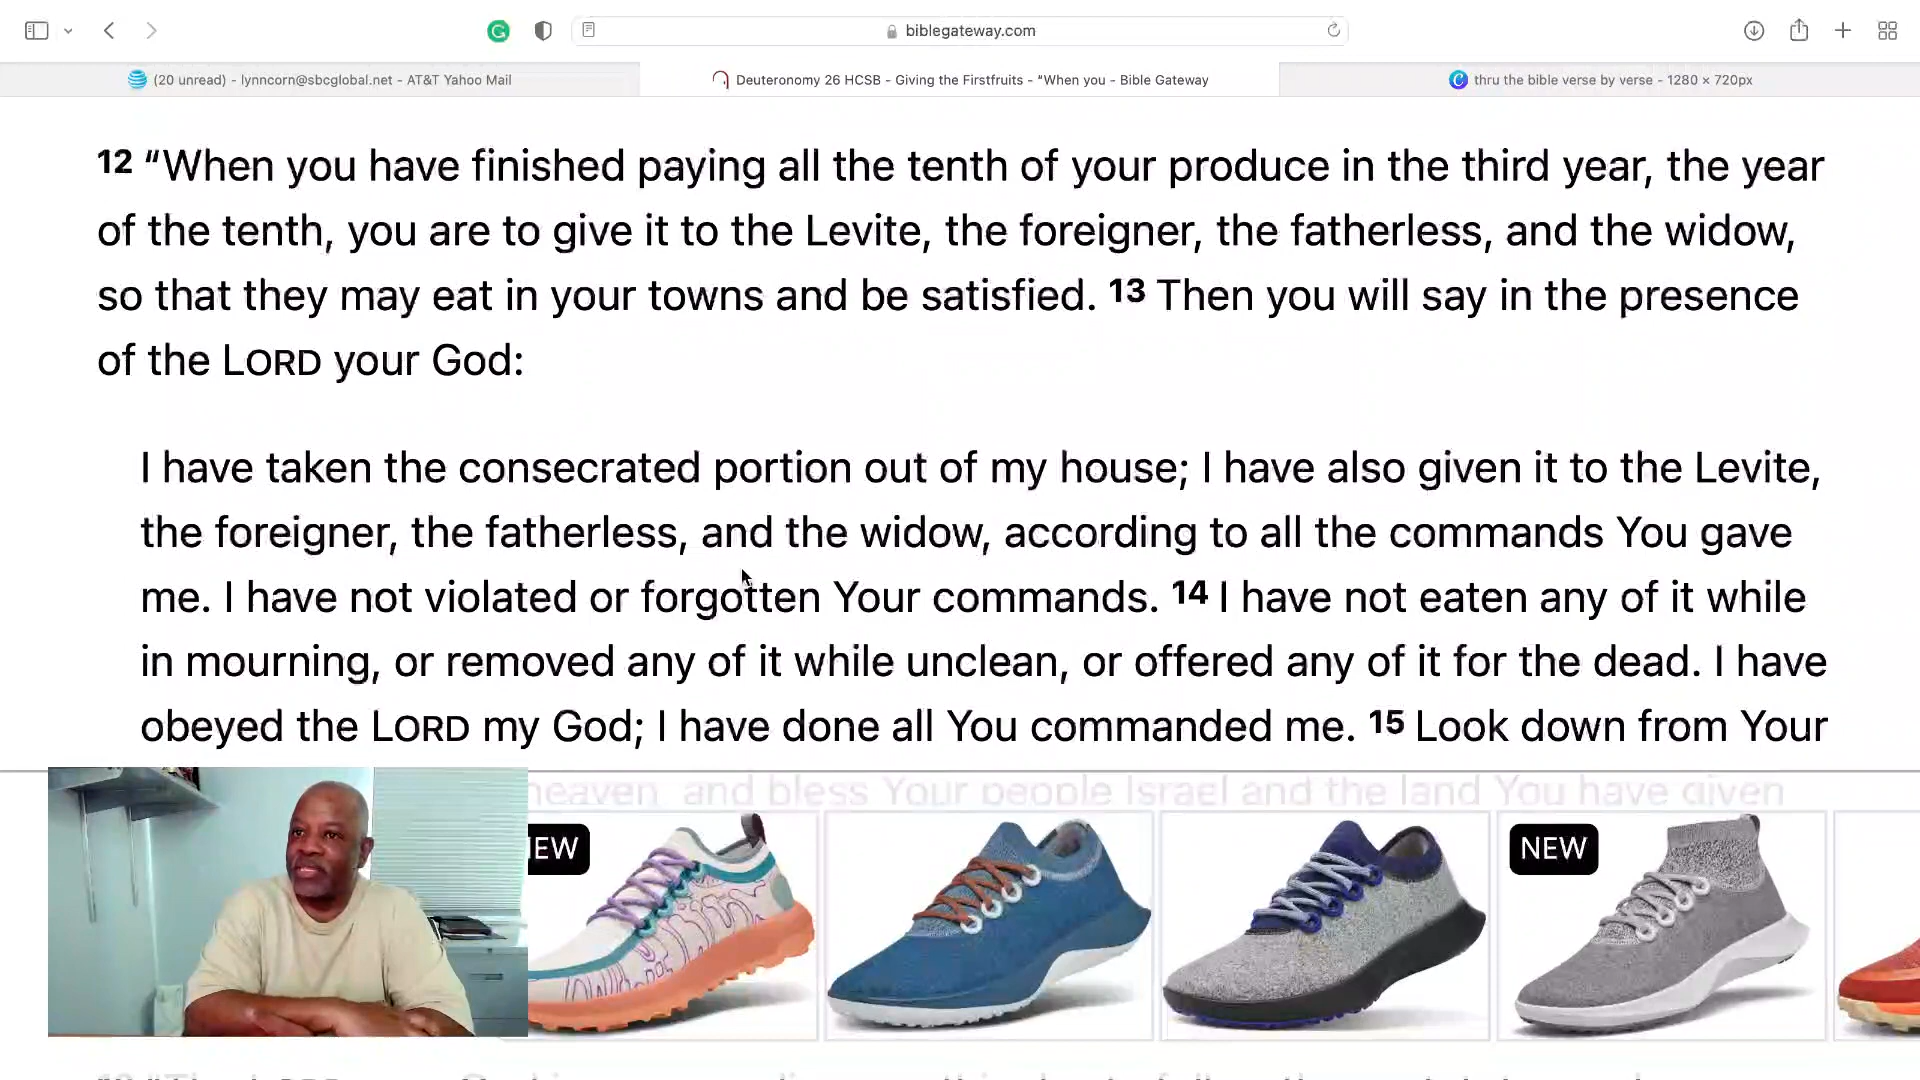 biblegateway.com
(20 unread) - lynncorn@sbcglobal.net - AT&T Yahoo Mail
Deuteronomy 26 HCSB - Giving the Firstfruits - “When you - Bible Gateway
thru the bible verse by verse - 1280 × 720px
12 “When you have finished paying all the tenth of your produce in the third year, the year
of the tenth, you are to give it to the Levite, the foreigner, the fatherless, and the widow,
so that they may eat in your towns and be satisfied. 13 Then you will say in the presence
of the LORD your God:
I have taken the consecrated portion out of my house; I have also given it to the Levite,
the foreigner, the fatherless, and the widow, according to all the commands You gave
me. I have not violated or forgotten Your commands. 14 I have not eaten any of it while
in mourning, or removed any of it while unclean, or offered any of it for the dead. I have
obeyed the LORD my God; I have done all You commanded me. 15 Look down from Your
heaven, and bless Your people Israel and the land You have given
EW
NEW